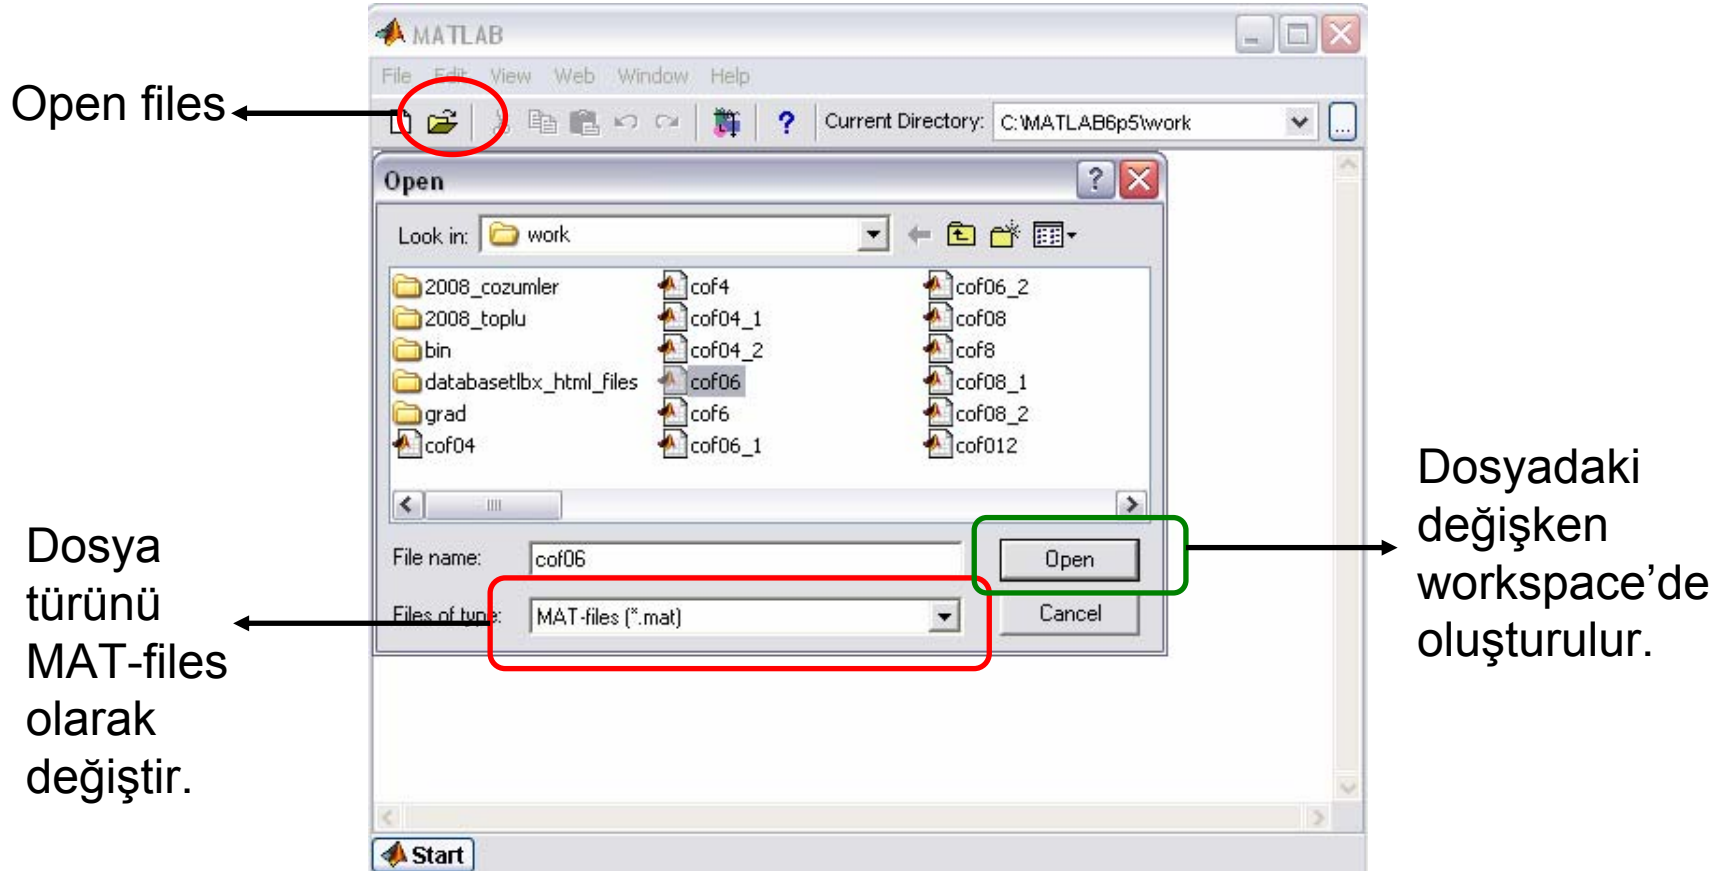 MATLAB
File Edit View Web Window Help
Open files
? Current Directory: C:\MATLAB6p5\work ...
Open ?
Look in: work
2008_cozumler cof4 cof06_2
2008_toplu cof04_1 cof08
bin cof04_2 cof8
databasetlbx_html_files cof06 cof08_1
grad cof6 cof08_2
cof04 cof06_1 cof012
File name: cof06 Open
Files of type: MAT-files (*.mat) Cancel
Dosya
türünü
MAT-files
olarak
değiştir.
Dosyadaki
değişken
workspace’de
oluşturulur.
Start